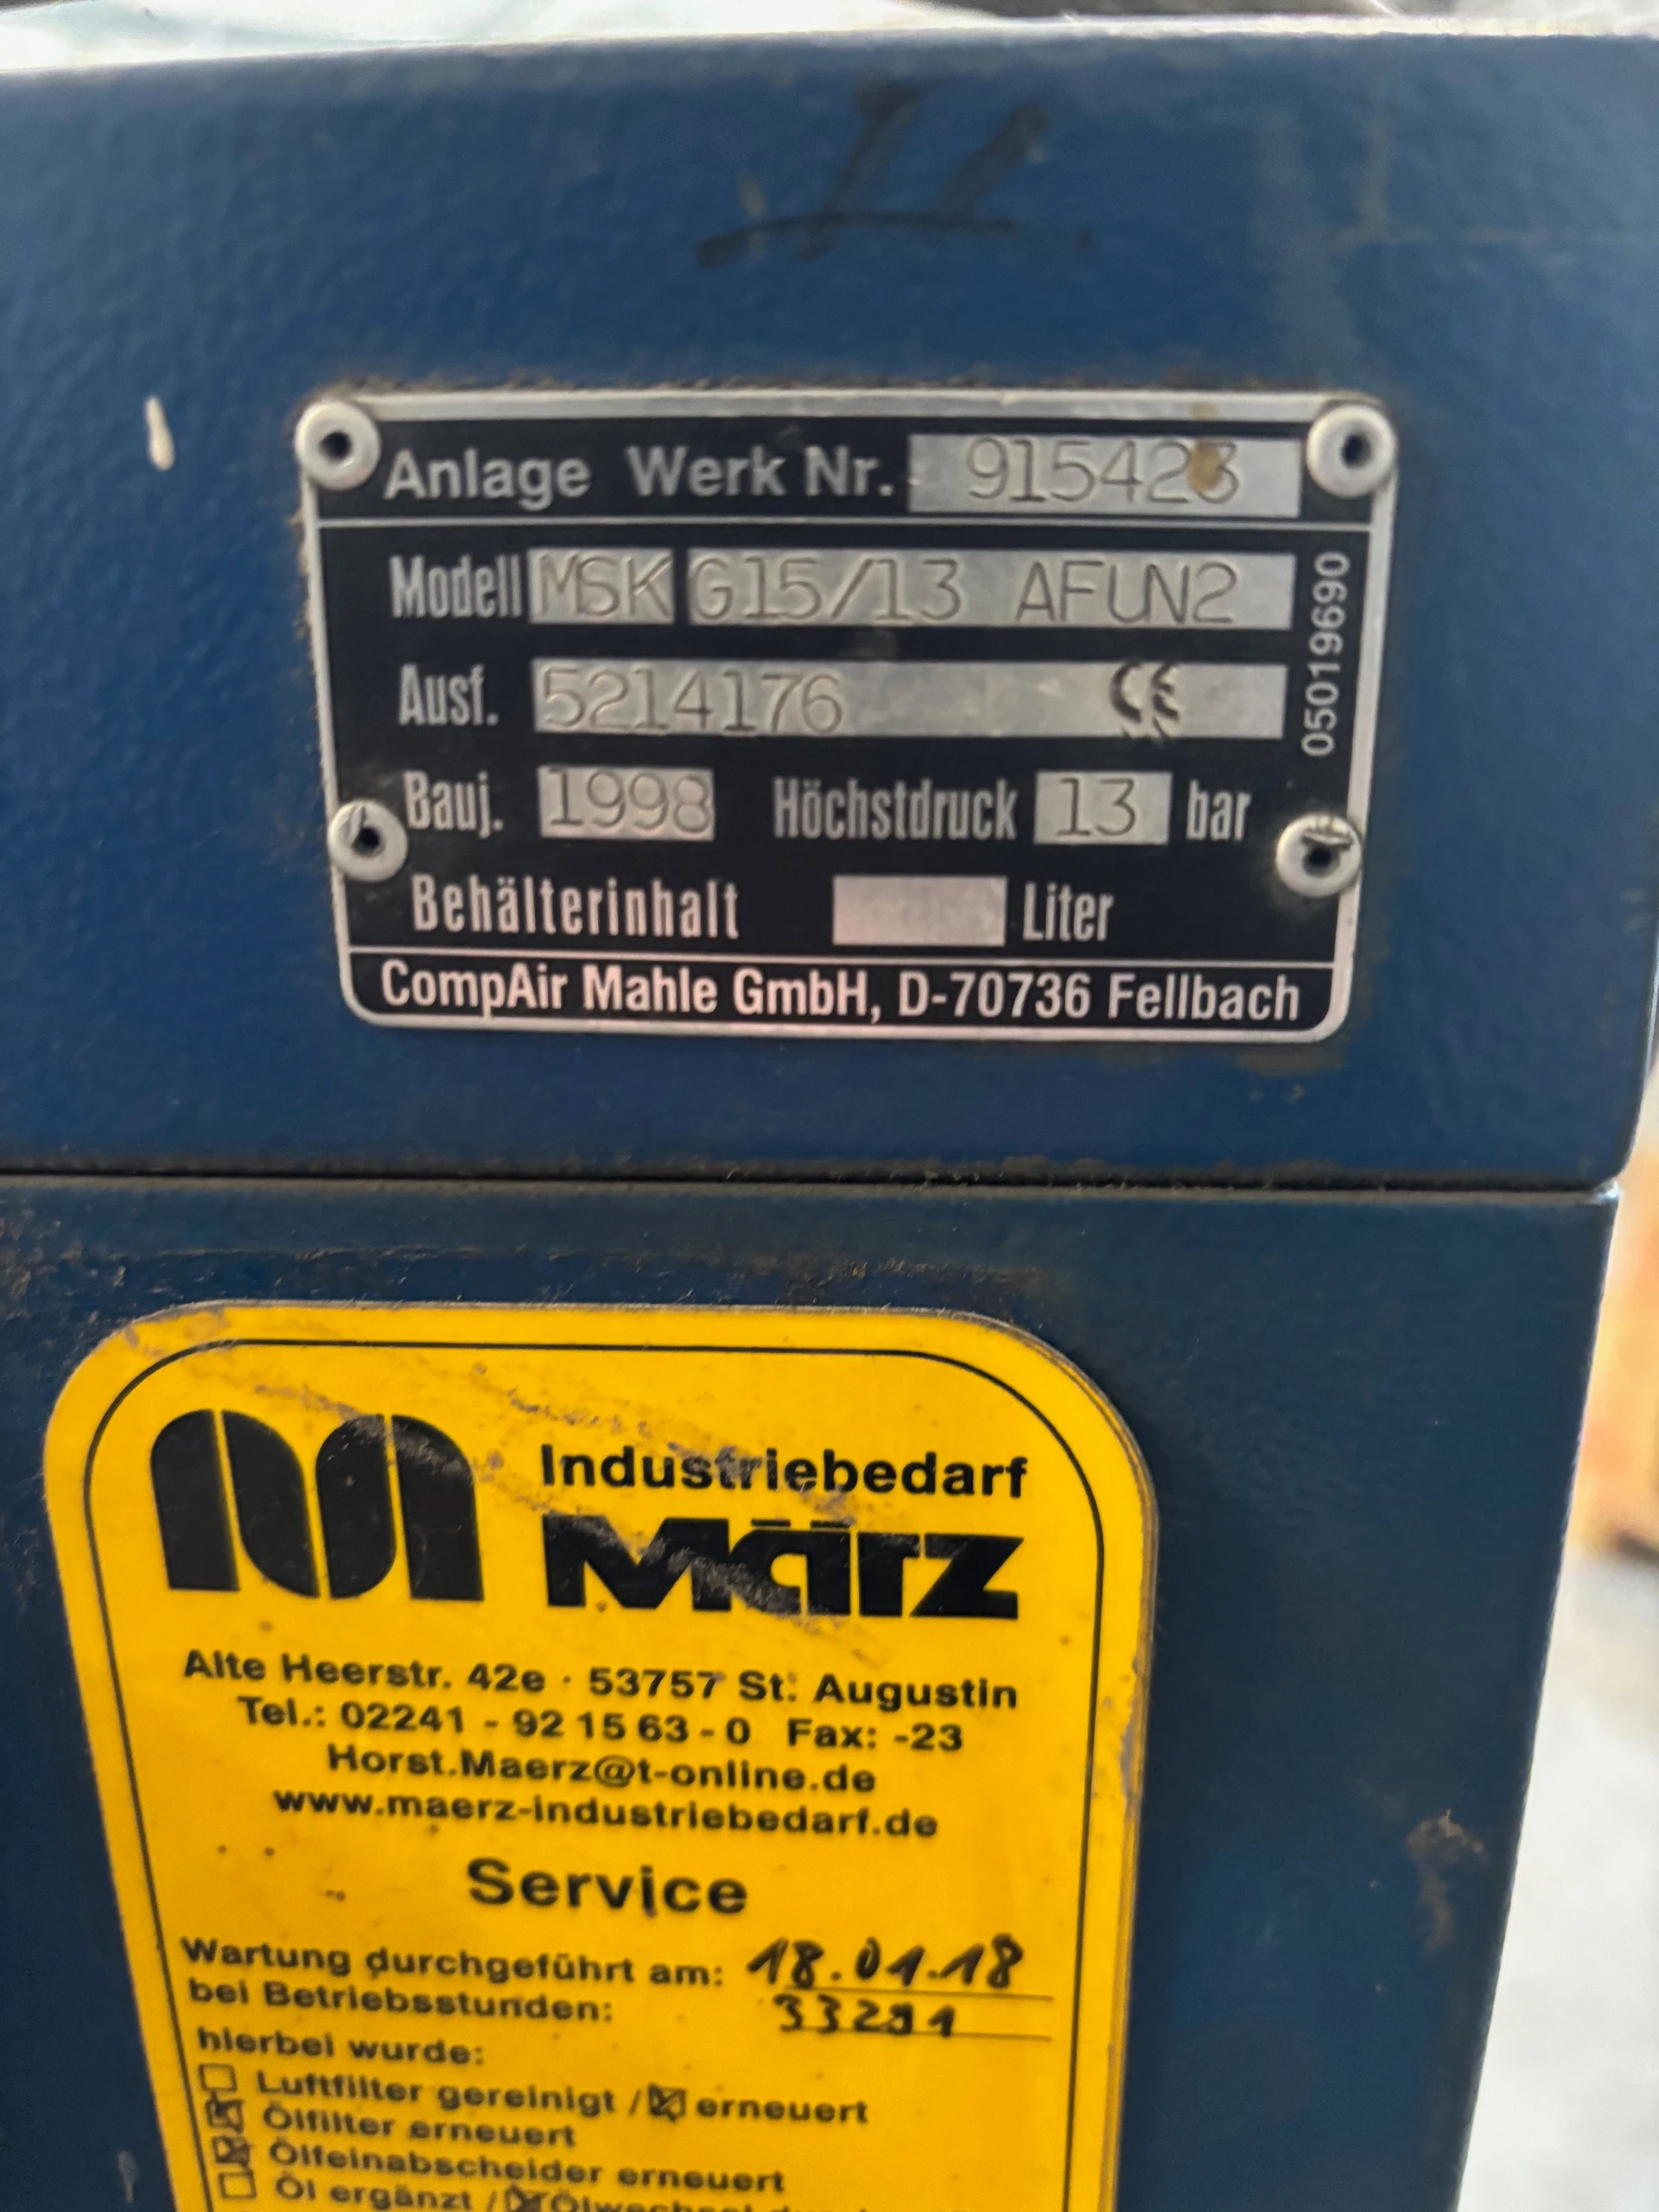 Anlage Werk Nr. 915423
Modell MSK G15/13 AFUN2
Ausf. 5214176 CE
05019690
Bauj. 1998 Höchstdruck 13 bar
Behälterinhalt Liter
CompAir Mahle GmbH, D-70736 Fellbach
Industriebedarf
März
Alte Heerstr. 42e · 53757 St. Augustin
Tel.: 02241 - 92 15 63 - 0 Fax: -23
Horst.Maerz@t-online.de
www.maerz-industriebedarf.de
Service
Wartung durchgeführt am: 18.01.18
bei Betriebsstunden: 33291
hierbei wurde:
Luftfilter gereinigt / erneuert
Ölfilter erneuert
Ölfeinabscheider erneuert
Öl ergänzt / Ölwechsel